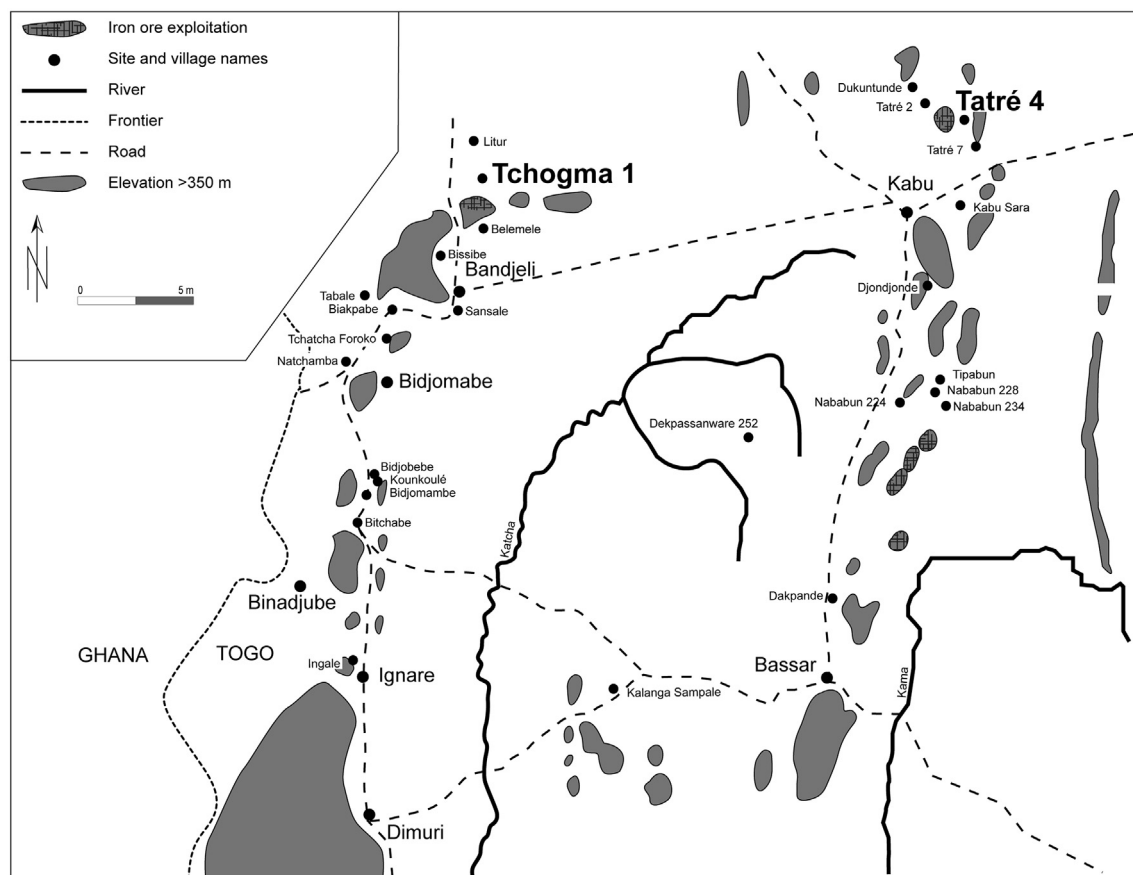 Iron ore exploitation
Site and village names
River
Frontier
Road
Elevation >350 m
N
0 5 m
Dukuntunde
Tatré 2
Tatré 4
Tatré 7
Litur
Tchogma 1
Kabu
Kabu Sara
Belemele
Bissibe
Bandjeli
Djondjonde
Tabale
Biakpabe
Sansale
Tchatcha Foroko
Natchamba
Bidjomabe
Tipabun
Nababun 228
Nababun 224
Nababun 234
Dekpassanware 252
Bidjobebe
Kounkoulé
Bidjomambe
Bitchabe
Katcha
Binadjube
Dakpande
GHANA
TOGO
Ingale
Ignare
Bassar
Kalanga Sampale
Kama
Dimuri